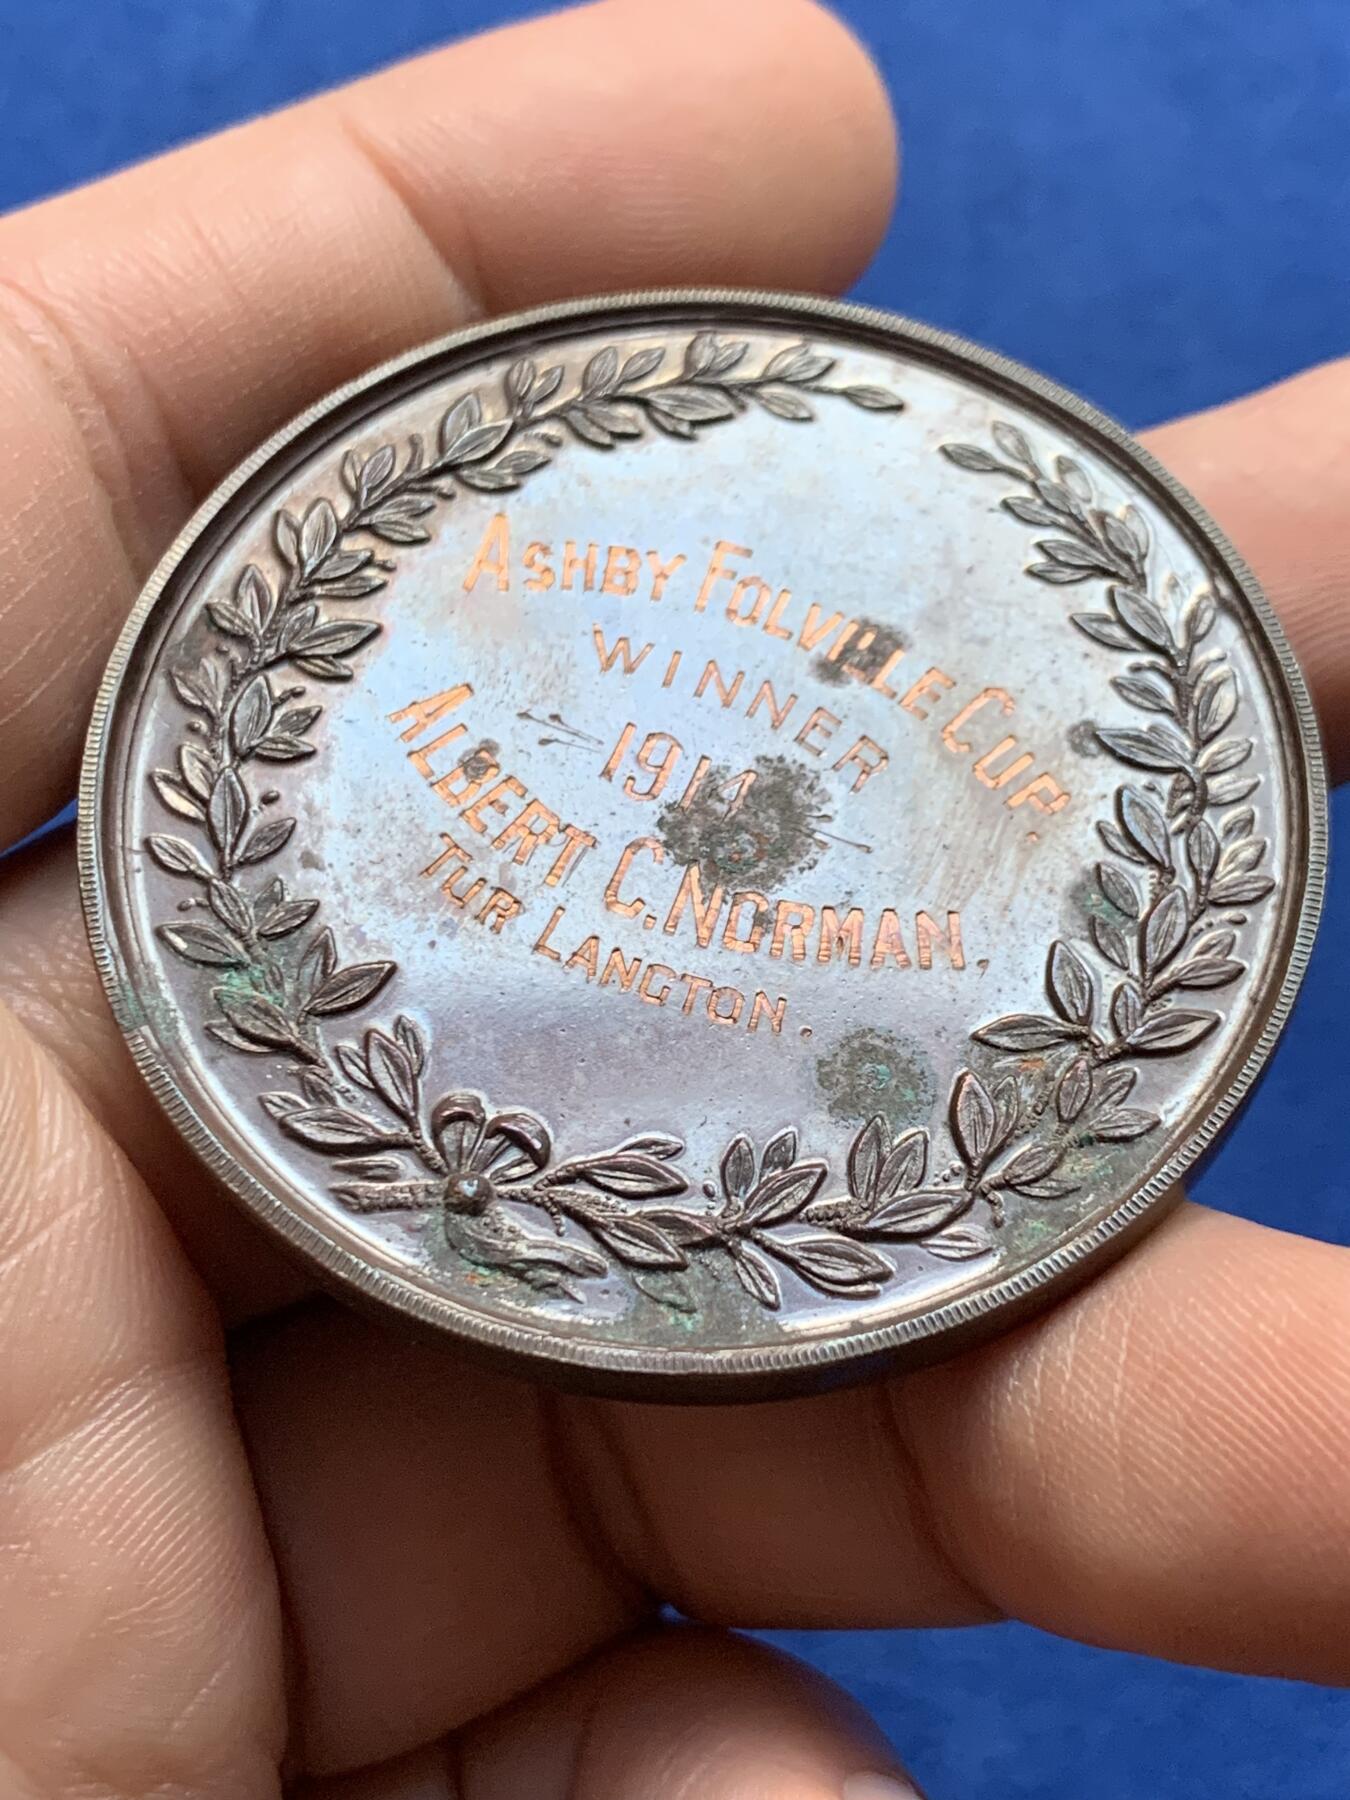 ASHBY FOLVILLE CUP.
WINNER
1914
ALBERT C. NORMAN,
TUR LANGTON.